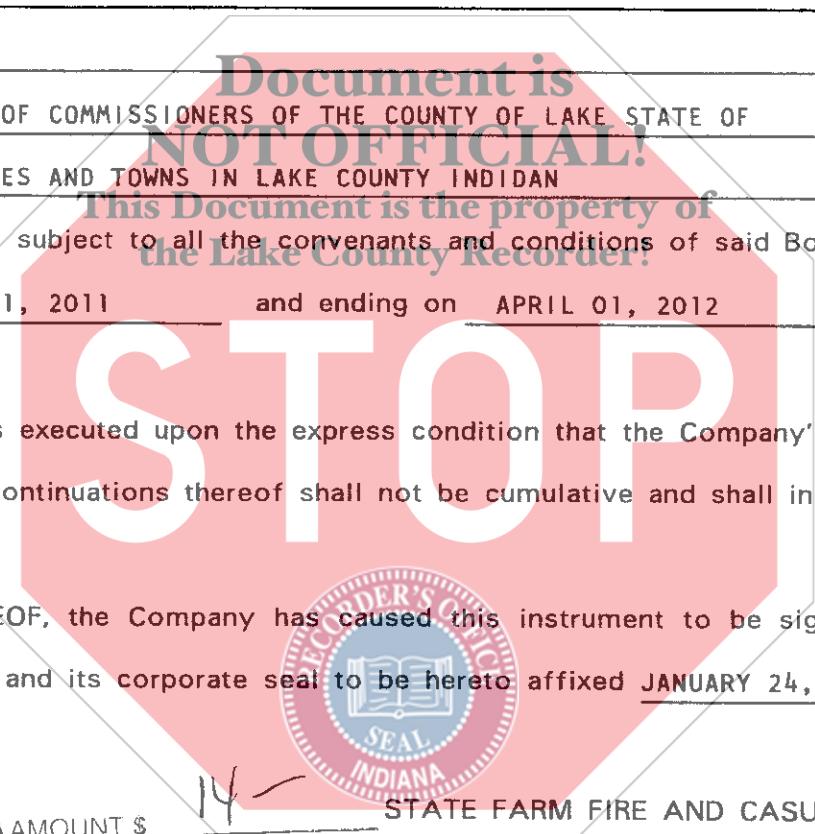 Document is
OF COMMISSIONERS OF THE COUNTY OF LAKE STATE OF
NOT OFFICIAL!
ES AND TOWNS IN LAKE COUNTY INDIDAN
This Document is the property of
subject to all the convenants and conditions of said Bo
the Lake County Recorder!
1, 2011 and ending on APRIL 01, 2012
STOP
s executed upon the express condition that the Company'
ontinuations thereof shall not be cumulative and shall in
EOF, the Company has caused this instrument to be sig
and its corporate seal to be hereto affixed JANUARY 24,
RECORDER'S OFFICE
SEAL
INDIANA
AMOUNT $ 14 — STATE FARM FIRE AND CASU